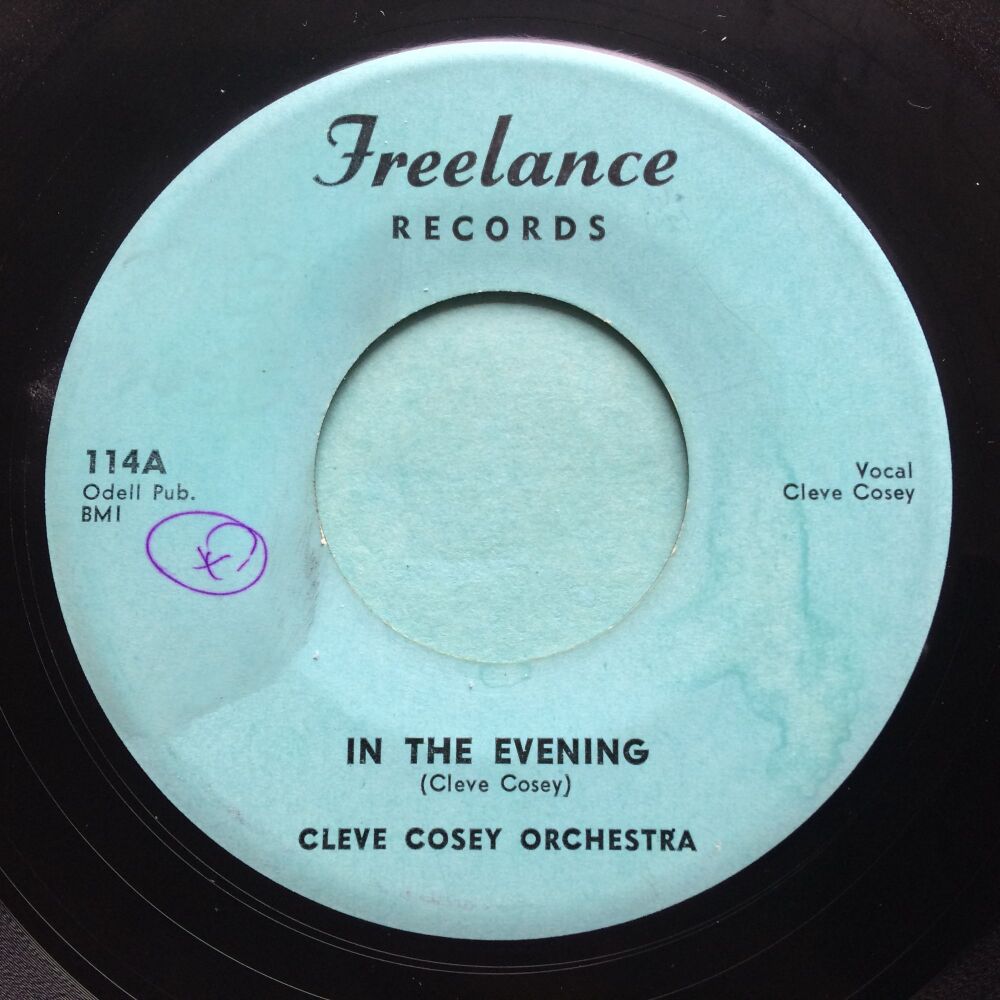 Freelance
RECORDS
114A
Odell Pub.
BMI
Vocal
Cleve Cosey
IN THE EVENING
(Cleve Cosey)
CLEVE COSEY ORCHESTRA